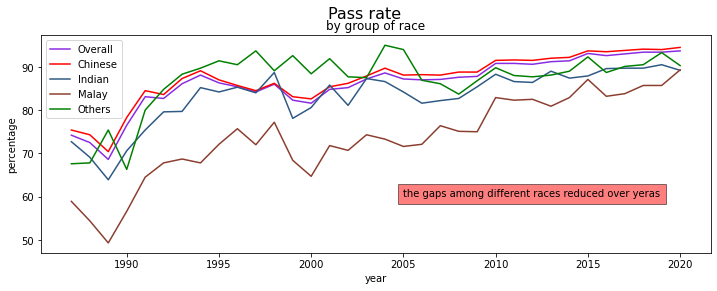 Pass rate
by group of race
Overall
Chinese
Indian
Malay
Others
percentage
90
80
70
60
50
the gaps among different races reduced over yeras
1990
1995
2000
2005
2010
2015
2020
year